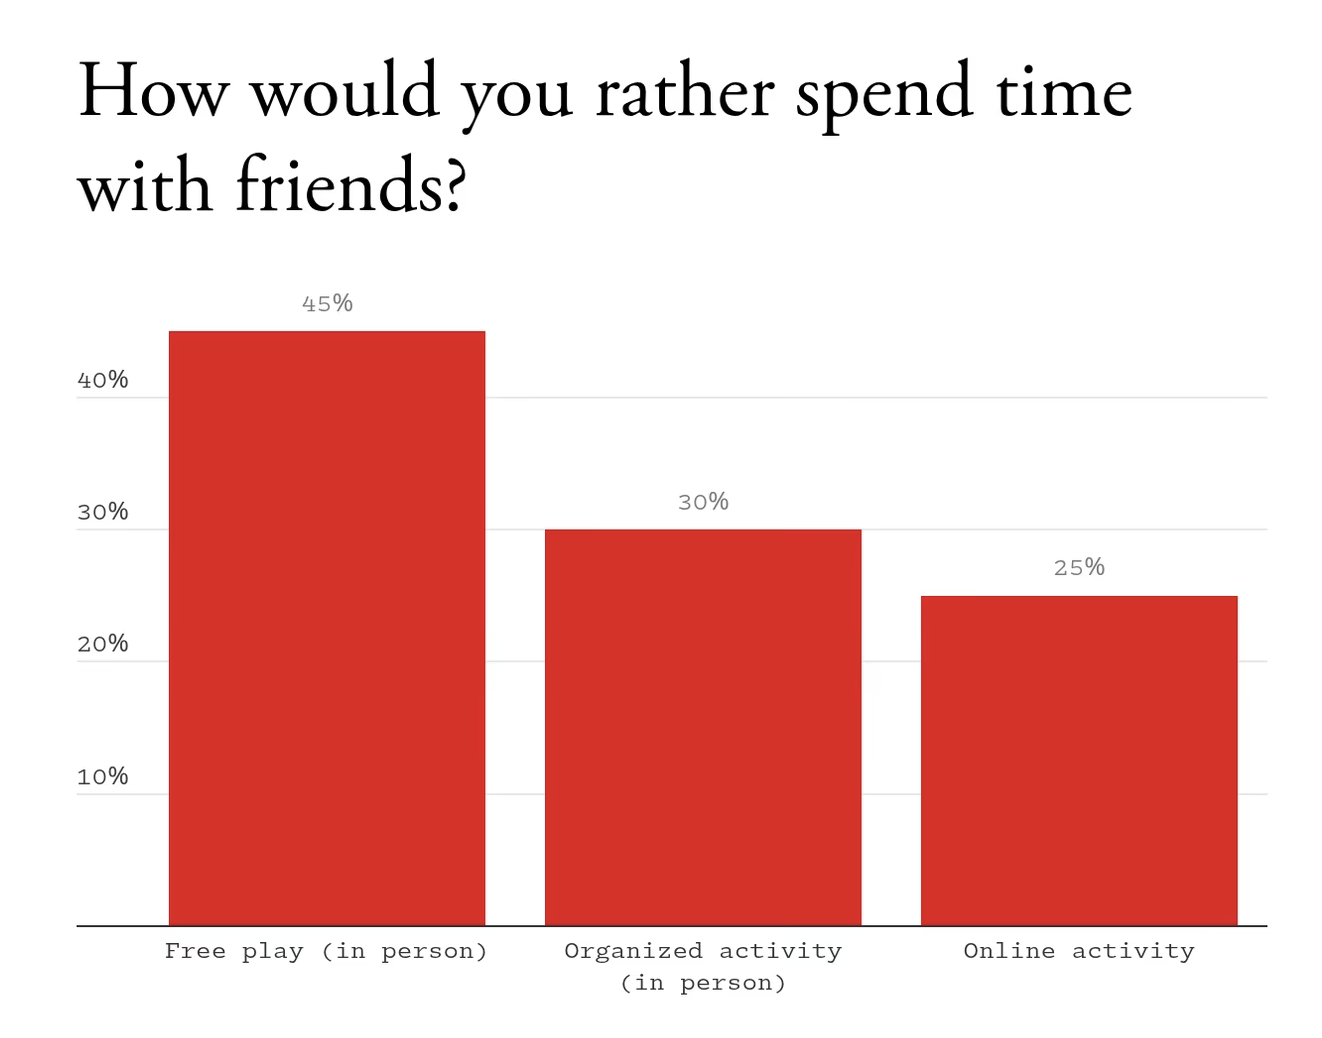 How would you rather spend time
with friends?
45%
40%
30%
30%
25%
20%
10%
Free play (in person)
Organized activity
(in person)
Online activity